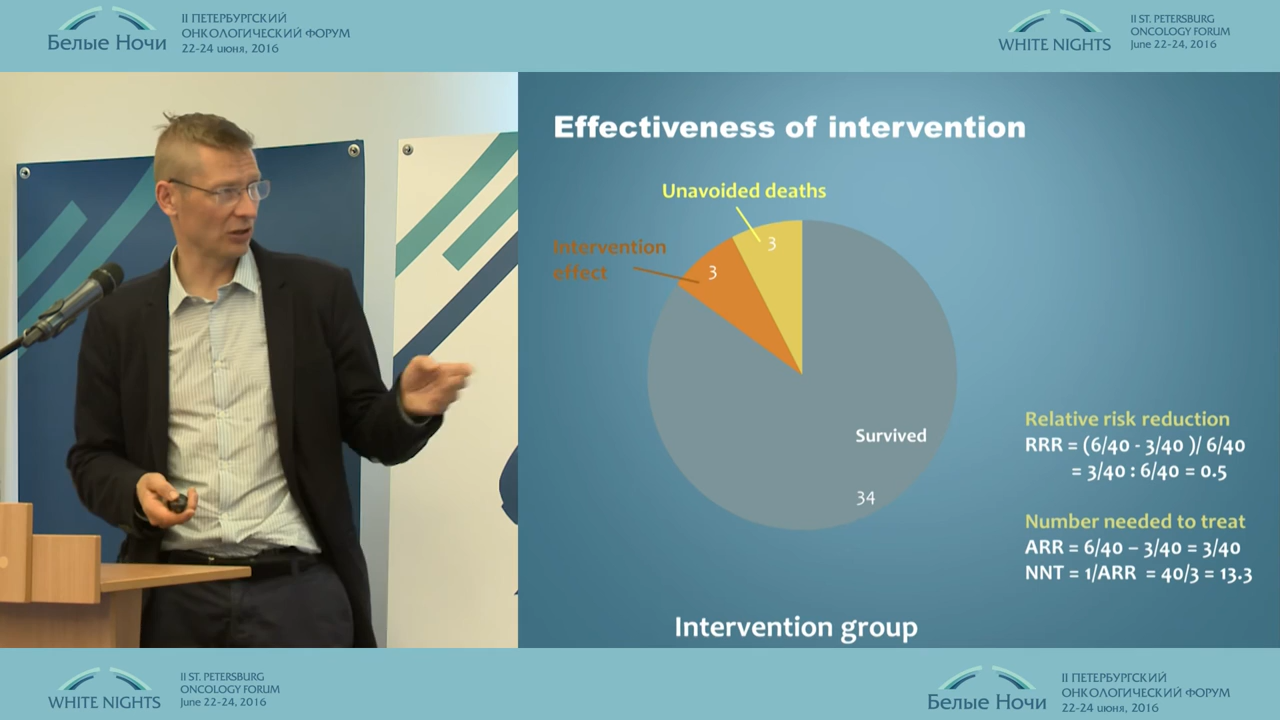 Белые Ночи
II ПЕТЕРБУРГСКИЙ
ОНКОЛОГИЧЕСКИЙ ФОРУМ
22-24 июня, 2016
WHITE NIGHTS
II ST. PETERSBURG
ONCOLOGY FORUM
June 22-24, 2016
Effectiveness of intervention
Unavoided deaths
3
Intervention
effect
3
Survived
34
Relative risk reduction
RRR = (6/40 - 3/40 )/ 6/40
= 3/40 : 6/40 = 0.5
Number needed to treat
ARR = 6/40 – 3/40 = 3/40
NNT = 1/ARR = 40/3 = 13.3
Intervention group
WHITE NIGHTS
II ST. PETERSBURG
ONCOLOGY FORUM
June 22-24, 2016
Белые Ночи
II ПЕТЕРБУРГСКИЙ
ОНКОЛОГИЧЕСКИЙ ФОРУМ
22-24 июня, 2016